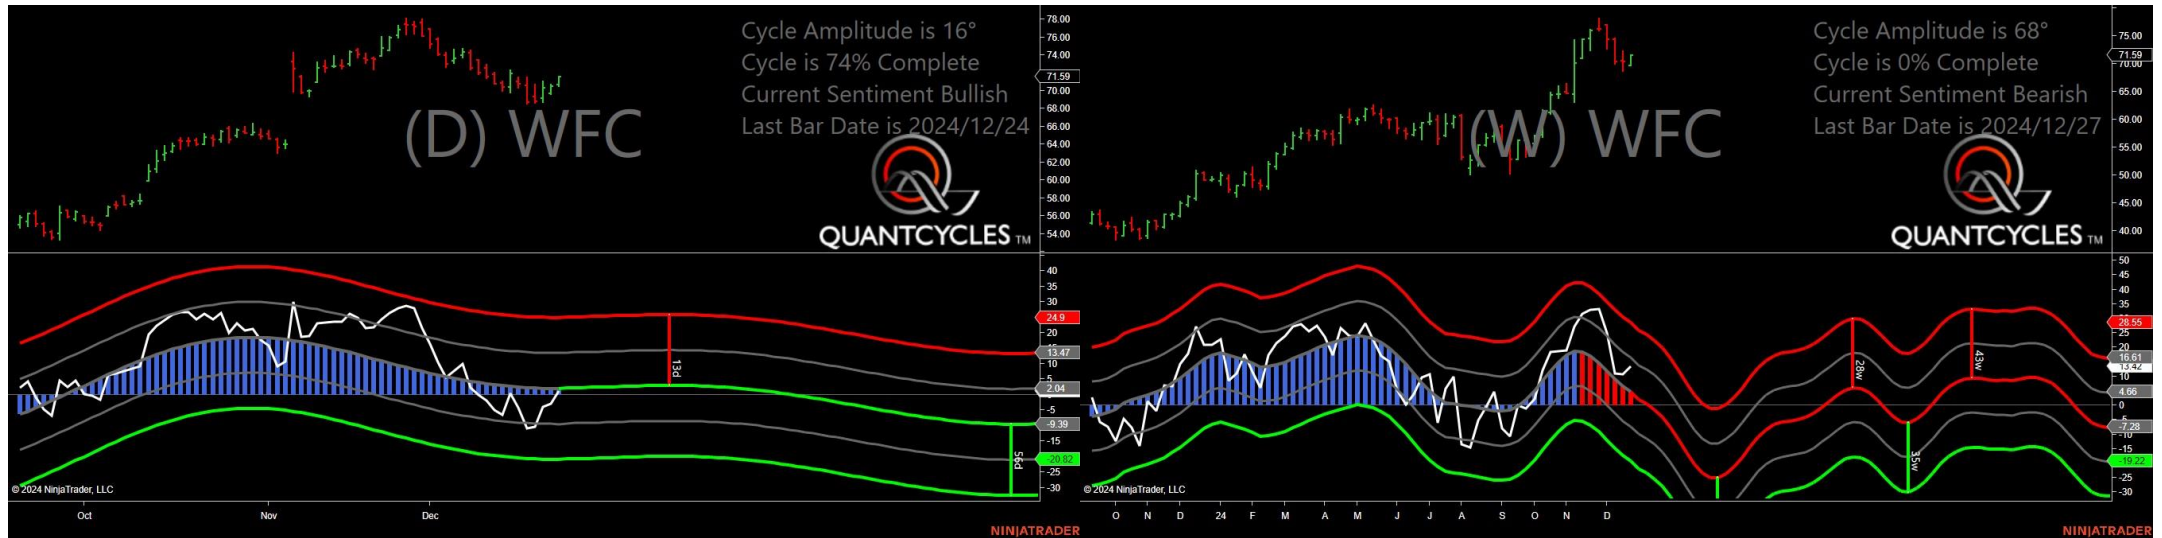 Cycle Amplitude is 16°
Cycle is 74% Complete
Current Sentiment Bullish
Last Bar Date is 2024/12/24
(D) WFC
QUANTCYCLES TM
78.00
76.00
74.00
71.59
70.00
68.00
66.00
64.00
62.00
60.00
58.00
56.00
54.00
40
35
30
24.9
20
13.47
10
5
2.04
-5
-9.39
-15
-20.82
-25
-30
13d
56d
© 2024 NinjaTrader, LLC
Oct Nov Dec
NINJATRADER
Cycle Amplitude is 68°
Cycle is 0% Complete
Current Sentiment Bearish
Last Bar Date is 2024/12/27
(W) WFC
QUANTCYCLES TM
75.00
71.59
70.00
65.00
60.00
55.00
50.00
45.00
40.00
50
45
40
35
28.55
20
16.61
13.42
10
4.66
0
-7.28
-10
-19.22
-25
-30
28w
43w
35w
© 2024 NinjaTrader, LLC
O N D 24 F M A M J J A S O N D
NINJATRADER